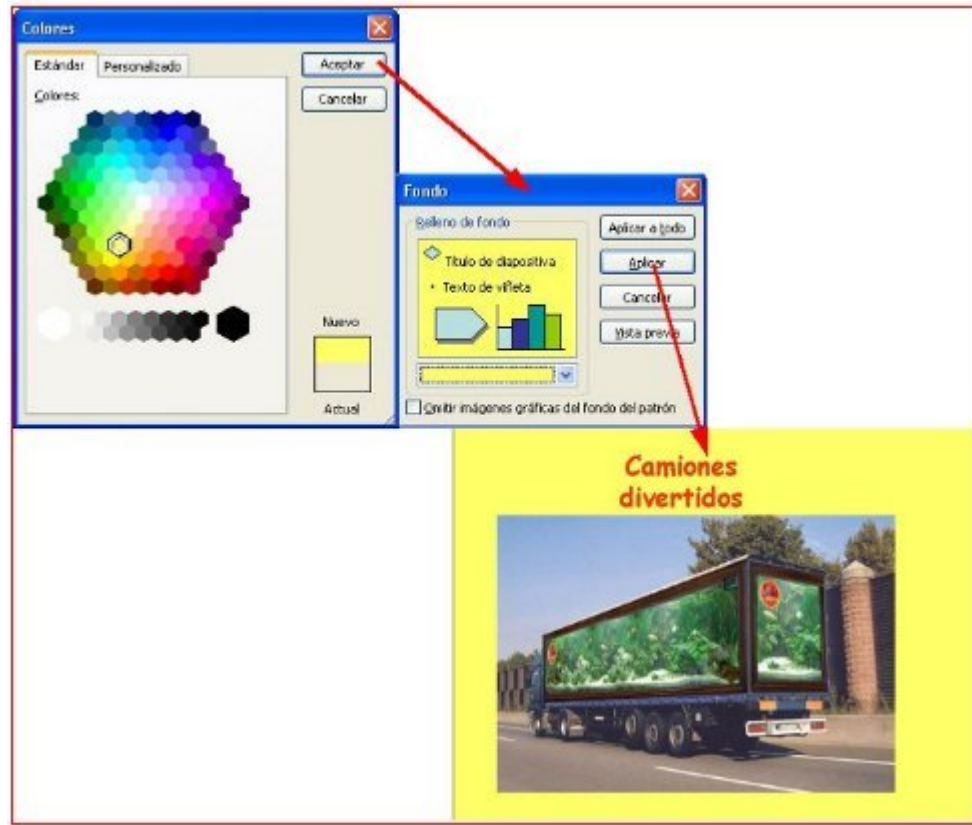 Colores
Estándar Personalizado
Colores:
Aceptar
Cancelar
Nuevo
Actual
Fondo
Relleno de fondo
Título de diapositiva
• Texto de viñeta
Aplicar a todo
Aplicar
Cancelar
Vista previa
Omitir imágenes gráficas del fondo del patrón
Camiones
divertidos